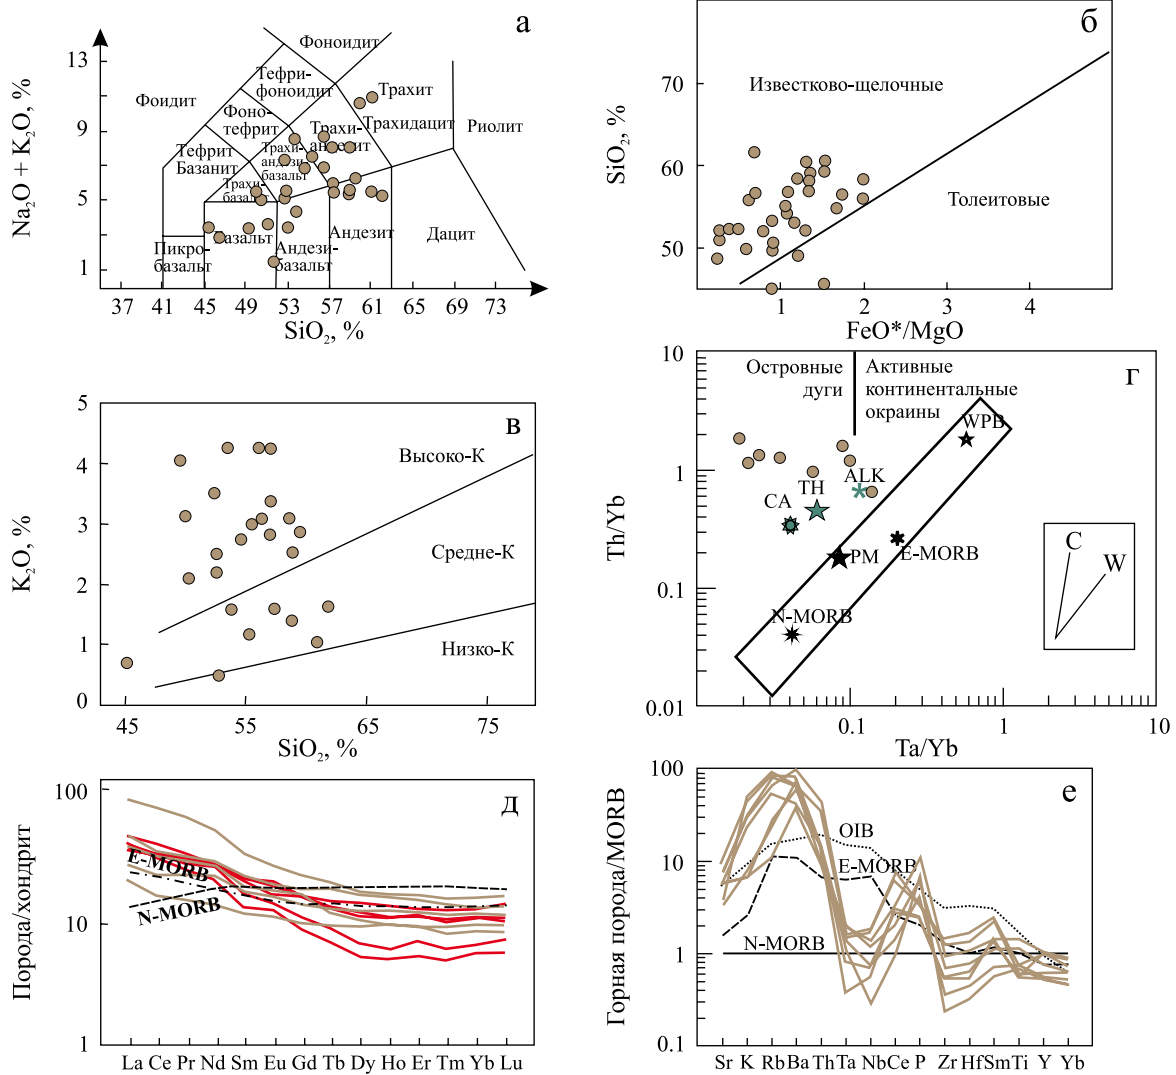 а
Na₂O + K₂O, %
13
9
5
1
Фоноидит
Тефри-
фоноидит
Фоидит
Трахит
Фоно-
тефрит
Трахи-
андезит
Трахидацит
Риолит
Тефрит
Базанит
Трахи-
андези-
базальт
Трахи-
базальт
Пикро-
базальт
Базальт
Андези-
базальт
Андезит
Дацит
37 41 45 49 53 57 61 65 69 73
SiO₂, %
б
SiO₂, %
70
60
50
Известково-щелочные
Толеитовые
1 2 3 4
FeO*/MgO
в
K₂O, %
5
4
3
2
1
0
Высоко-К
Средне-К
Низко-К
45 55 65 75
SiO₂, %
г
Th/Yb
10
1
0.1
0.01
Островные
дуги
Активные
континентальные
окраины
WPB
ALK
TH
CA
PM
E-MORB
N-MORB
C
W
0.1 1 10
Ta/Yb
д
Порода/хондрит
100
10
1
E-MORB
N-MORB
La Ce Pr Nd Sm Eu Gd Tb Dy Ho Er Tm Yb Lu
е
Горная порода/MORB
100
10
1
0.1
OIB
E-MORB
N-MORB
Sr K Rb Ba Th Ta Nb Ce P Zr Hf Sm Ti Y Yb